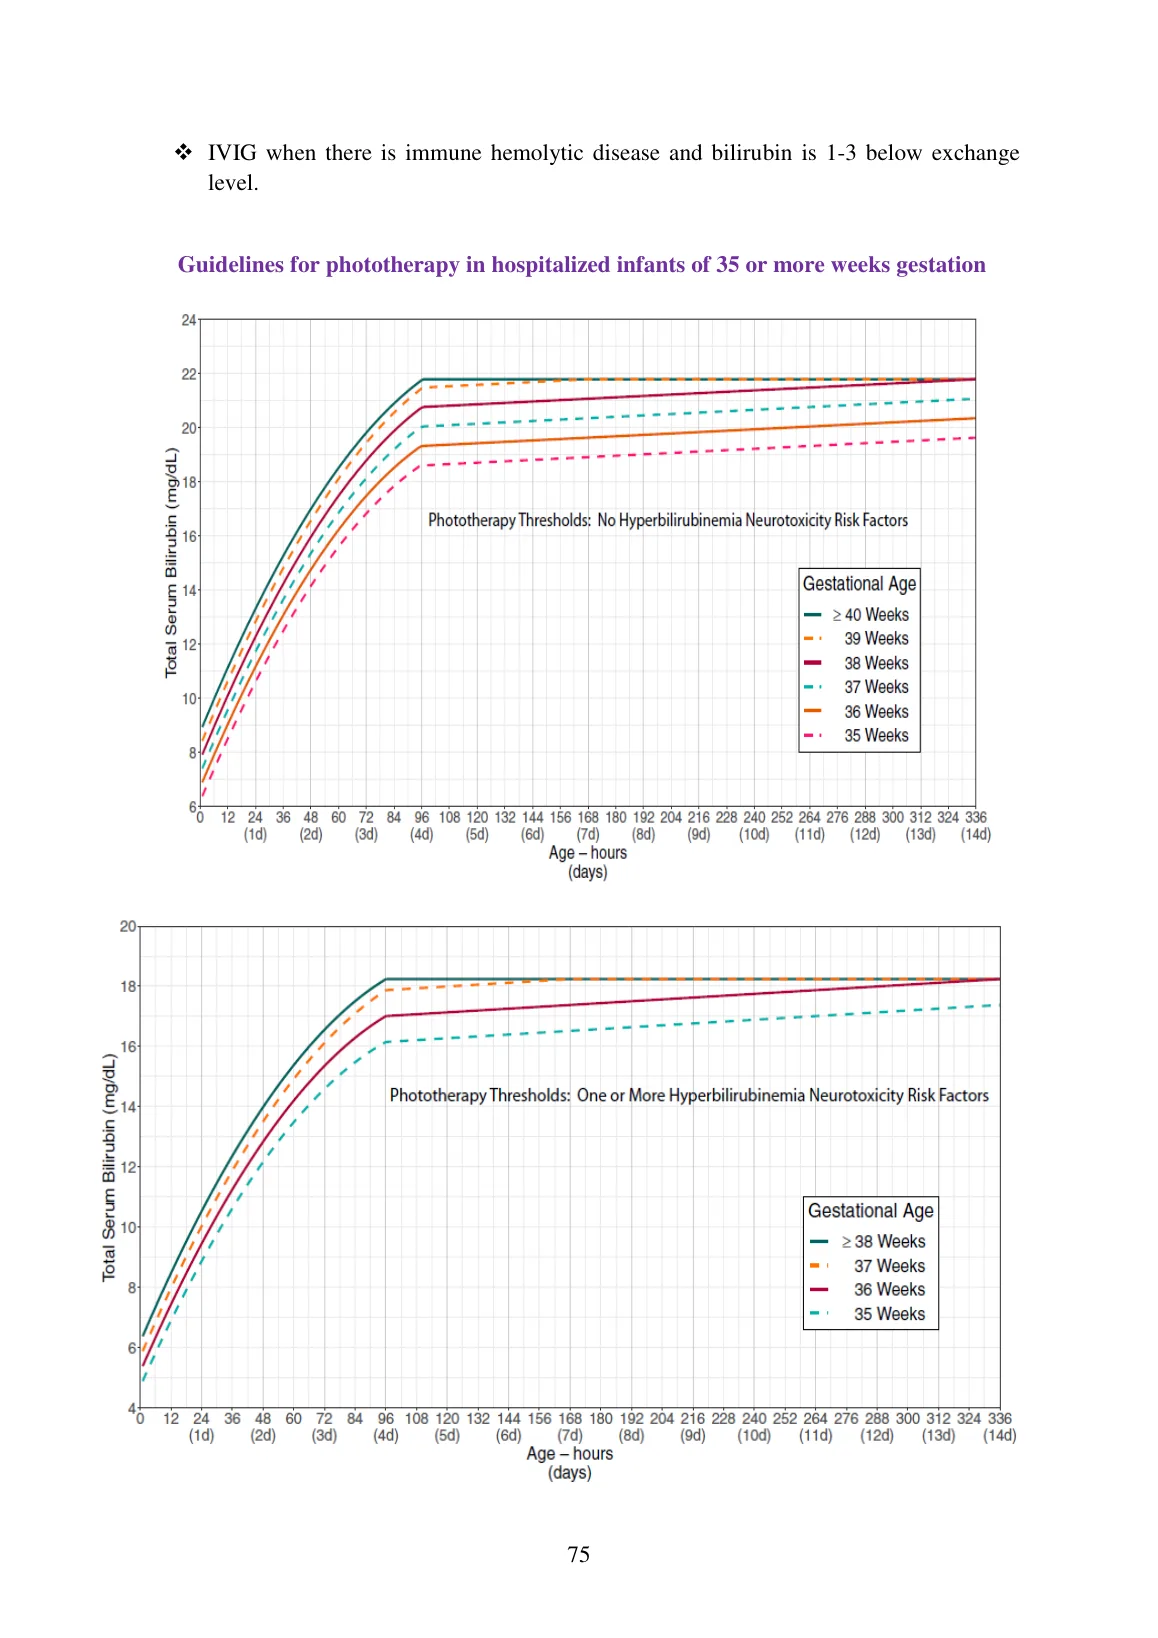 ❖ IVIG when there is immune hemolytic disease and bilirubin is 1-3 below exchange
level.
Guidelines for phototherapy in hospitalized infants of 35 or more weeks gestation
24
22
20
18
16
14
12
10
8
6
Total Serum Bilirubin (mg/dL)
Phototherapy Thresholds: No Hyperbilirubinemia Neurotoxicity Risk Factors
Gestational Age
≥ 40 Weeks
39 Weeks
38 Weeks
37 Weeks
36 Weeks
35 Weeks
0 12 24 36 48 60 72 84 96 108 120 132 144 156 168 180 192 204 216 228 240 252 264 276 288 300 312 324 336
(1d) (2d) (3d) (4d) (5d) (6d) (7d) (8d) (9d) (10d) (11d) (12d) (13d) (14d)
Age – hours
(days)
20
18
16
14
12
10
8
6
4
Total Serum Bilirubin (mg/dL)
Phototherapy Thresholds: One or More Hyperbilirubinemia Neurotoxicity Risk Factors
Gestational Age
≥ 38 Weeks
37 Weeks
36 Weeks
35 Weeks
0 12 24 36 48 60 72 84 96 108 120 132 144 156 168 180 192 204 216 228 240 252 264 276 288 300 312 324 336
(1d) (2d) (3d) (4d) (5d) (6d) (7d) (8d) (9d) (10d) (11d) (12d) (13d) (14d)
Age – hours
(days)
75